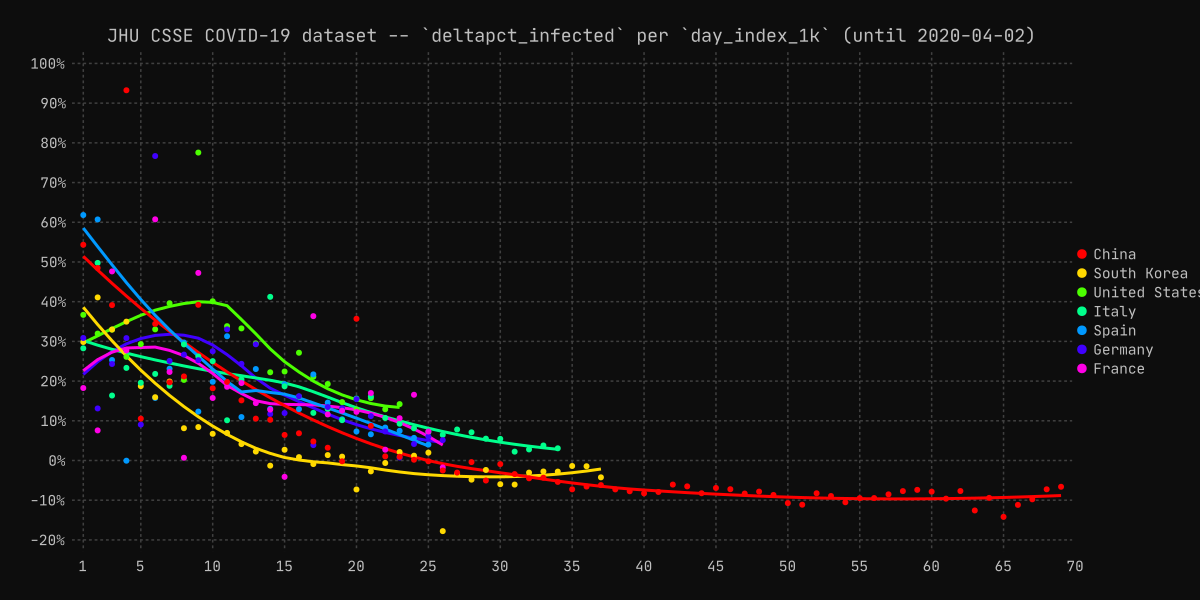 JHU CSSE COVID-19 dataset -- `deltapct_infected` per `day_index_1k` (until 2020-04-02)
100%
90%
80%
70%
60%
50%
40%
30%
20%
10%
0%
-10%
-20%
1 5 10 15 20 25 30 35 40 45 50 55 60 65 70
China
South Korea
United States
Italy
Spain
Germany
France